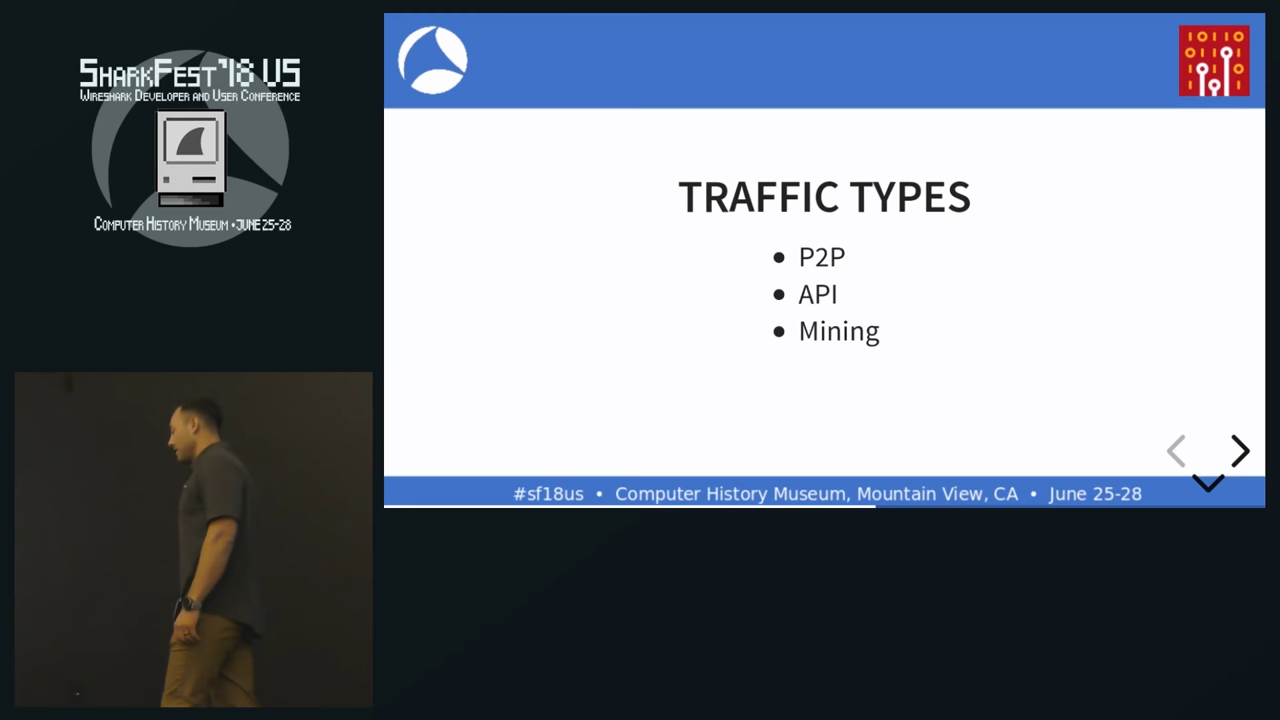 SharkFest'18 US
Wireshark Developer and User Conference
Computer History Museum • June 25-28
TRAFFIC TYPES
• P2P
• API
• Mining
#sf18us • Computer History Museum, Mountain View, CA • June 25-28